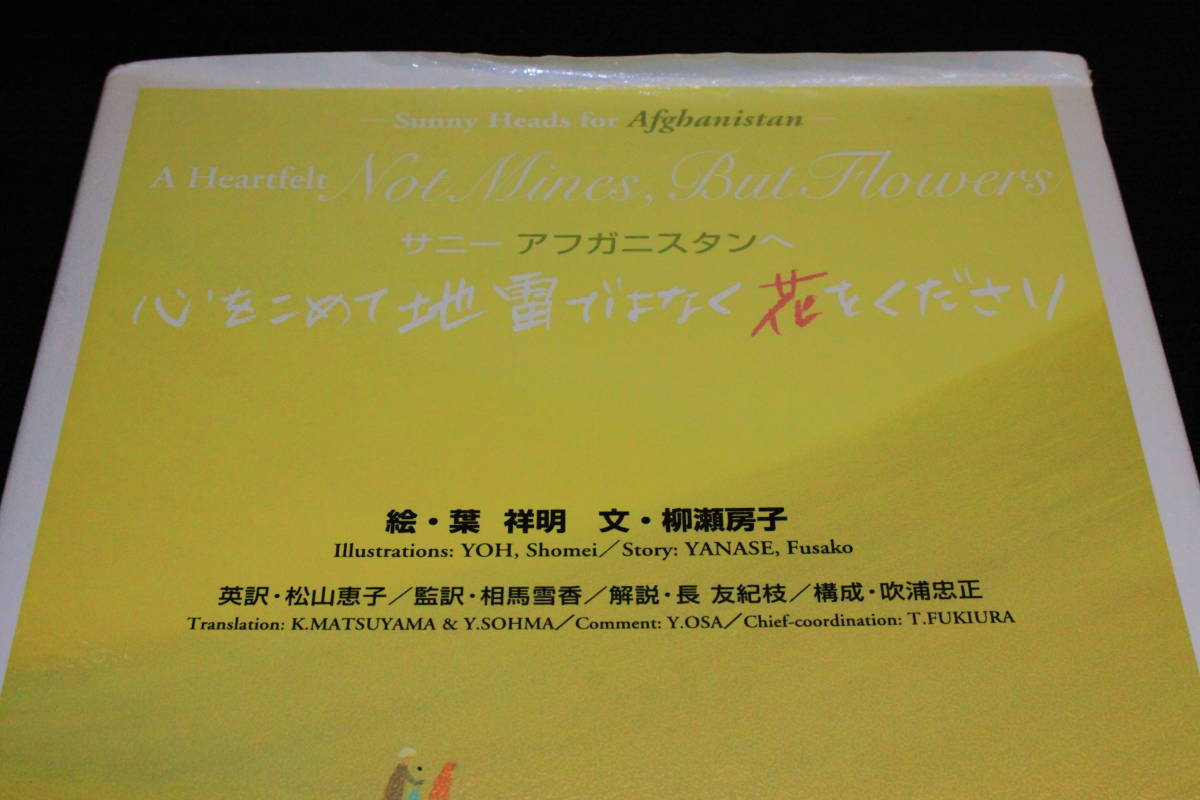 — Sunny Heads for Afghanistan —
A Heartfelt Not Mines, But Flowers
サニー アフガニスタンへ
心をこめて地雷ではなく花をください
絵・葉 祥明 文・柳瀬房子
Illustrations: YOH, Shomei／Story: YANASE, Fusako
英訳・松山恵子／監訳・相馬雪香／解説・長 友紀枝／構成・吹浦忠正
Translation: K.MATSUYAMA & Y.SOHMA／Comment: Y.OSA／Chief-coordination: T.FUKIURA